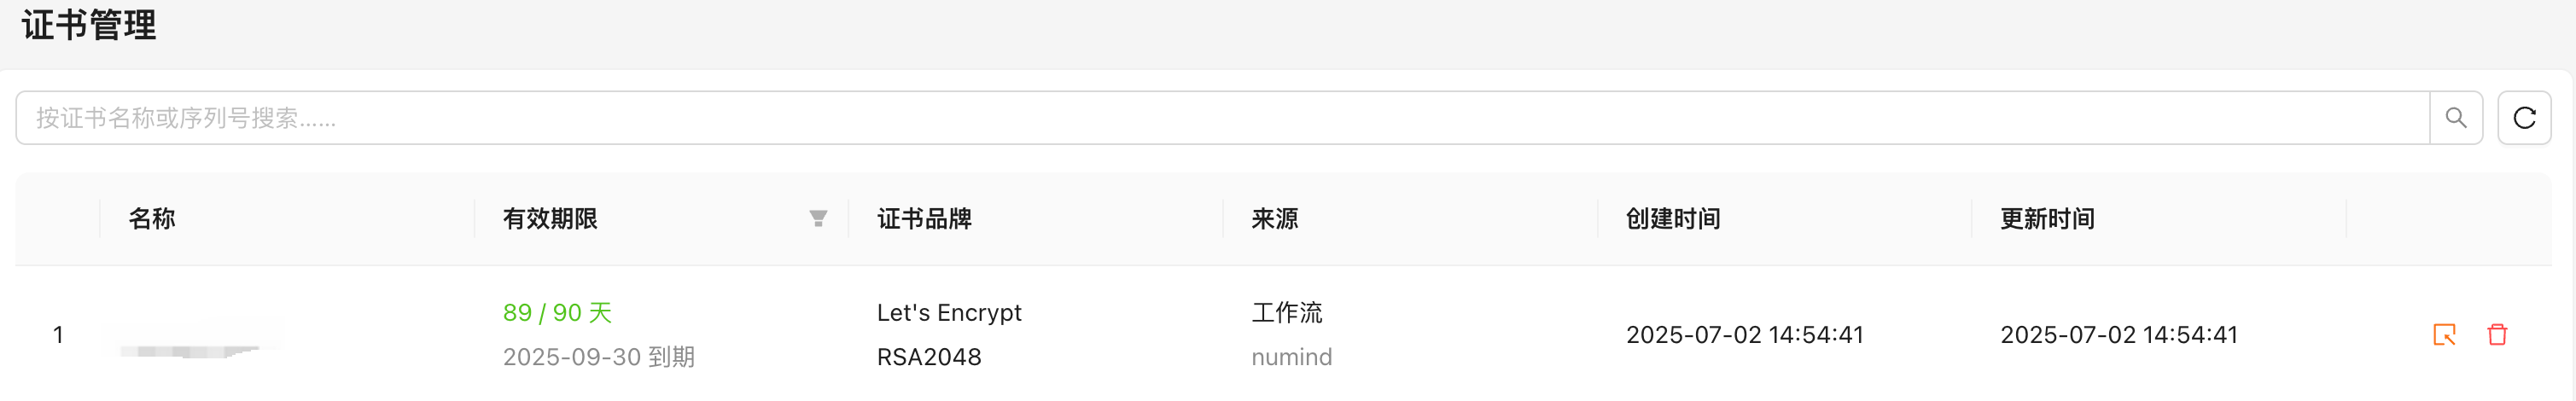 证书管理
按证书名称或序列号搜索……
名称 有效期限 证书品牌 来源 创建时间 更新时间
1 89 / 90 天 Let's Encrypt 工作流 2025-07-02 14:54:41 2025-07-02 14:54:41
2025-09-30 到期 RSA2048 numind